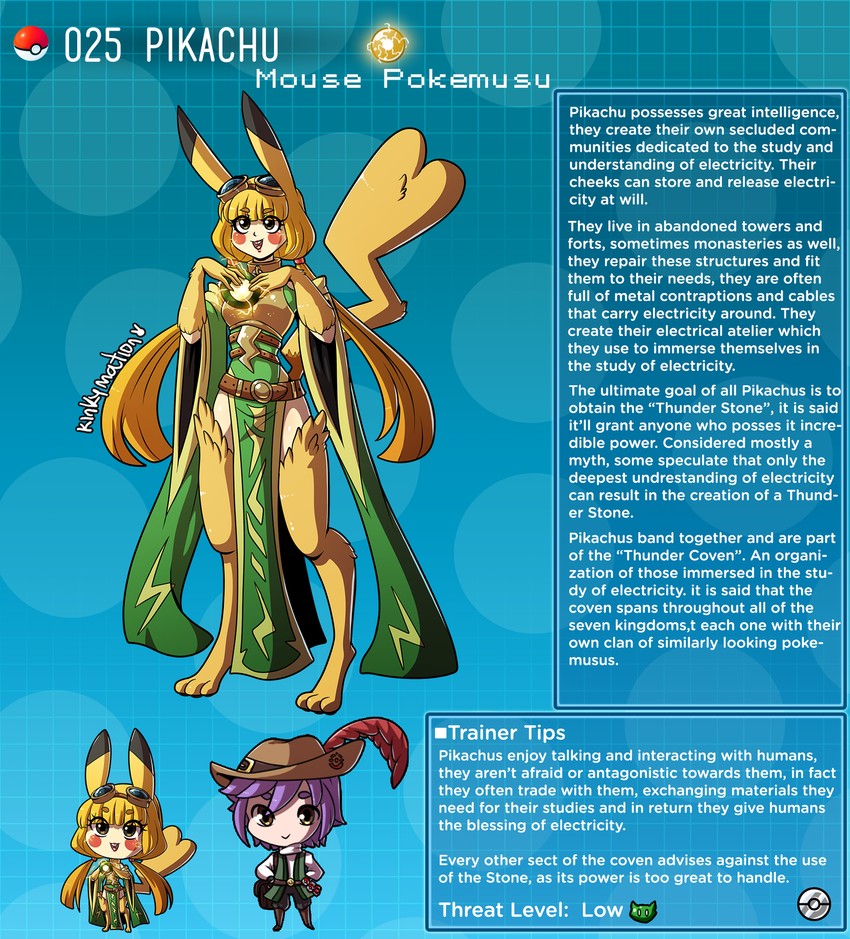 025 PIKACHU
Mouse Pokemusu
Pikachu possesses great intelligence,
they create their own secluded com-
munities dedicated to the study and
understanding of electricity. Their
cheeks can store and release electri-
city at will.
They live in abandoned towers and
forts, sometimes monasteries as well,
they repair these structures and fit
them to their needs, they are often
full of metal contraptions and cables
that carry electricity around. They
create their electrical atelier which
they use to immerse themselves in
the study of electricity.
The ultimate goal of all Pikachus is to
obtain the “Thunder Stone”, it is said
it’ll grant anyone who posses it incre-
dible power. Considered mostly a
myth, some speculate that only the
deepest undrestanding of electricity
can result in the creation of a Thund-
er Stone.
Pikachus band together and are part
of the “Thunder Coven”. An organi-
zation of those immersed in the stu-
dy of electricity. it is said that the
coven spans throughout all of the
seven kingdoms,t each one with their
own clan of similarly looking poke-
musus.
kinkymation
Trainer Tips
Pikachus enjoy talking and interacting with humans,
they aren’t afraid or antagonistic towards them, in fact
they often trade with them, exchanging materials they
need for their studies and in return they give humans
the blessing of electricity.
Every other sect of the coven advises against the use
of the Stone, as its power is too great to handle.
Threat Level: Low